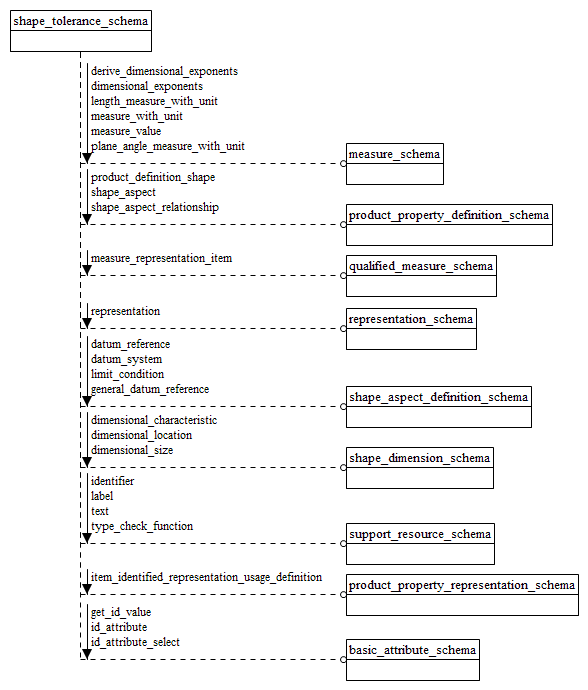 shape_tolerance_schema
derive_dimensional_exponents
dimensional_exponents
length_measure_with_unit
measure_with_unit
measure_value
plane_angle_measure_with_unit
measure_schema
product_definition_shape
shape_aspect
shape_aspect_relationship
product_property_definition_schema
measure_representation_item
qualified_measure_schema
representation
representation_schema
datum_reference
datum_system
limit_condition
general_datum_reference
shape_aspect_definition_schema
dimensional_characteristic
dimensional_location
dimensional_size
shape_dimension_schema
identifier
label
text
type_check_function
support_resource_schema
item_identified_representation_usage_definition
product_property_representation_schema
get_id_value
id_attribute
id_attribute_select
basic_attribute_schema